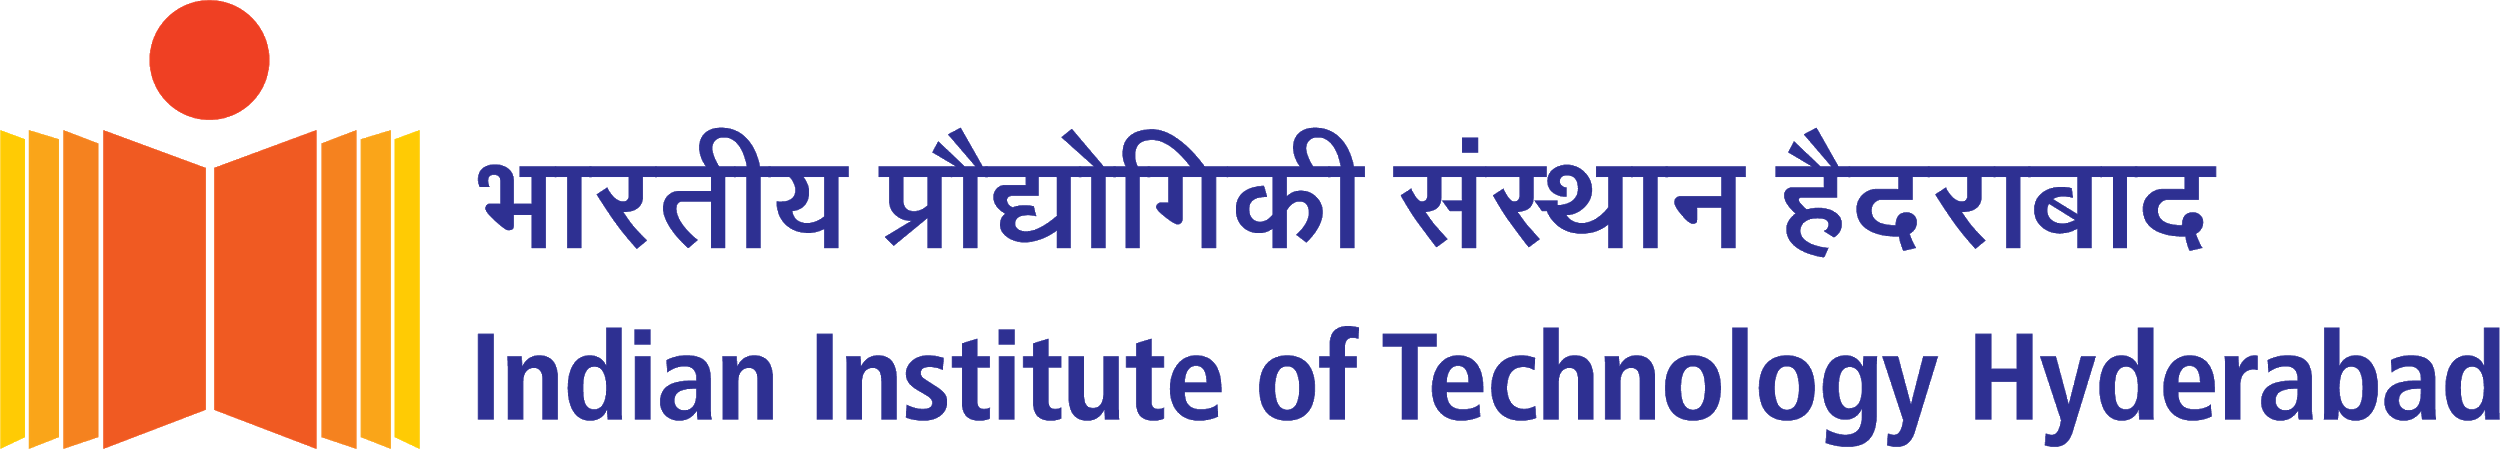 भारतीय प्रौद्योगिकी संस्थान हैदराबाद
Indian Institute of Technology Hyderabad